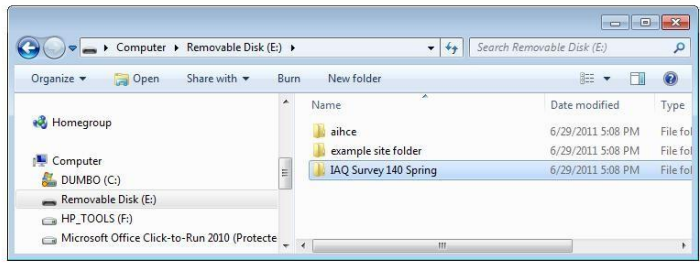 Computer ▸ Removable Disk (E:) ▸
Search Removable Disk (E:)
Organize Open Share with Burn New folder
Name Date modified Type
Homegroup
Computer
DUMBO (C:)
Removable Disk (E:)
HP_TOOLS (F:)
Microsoft Office Click-to-Run 2010 (Protecte
aihce 6/29/2011 5:08 PM File fol
example site folder 6/29/2011 5:08 PM File fol
IAQ Survey 140 Spring 6/29/2011 5:08 PM File fol